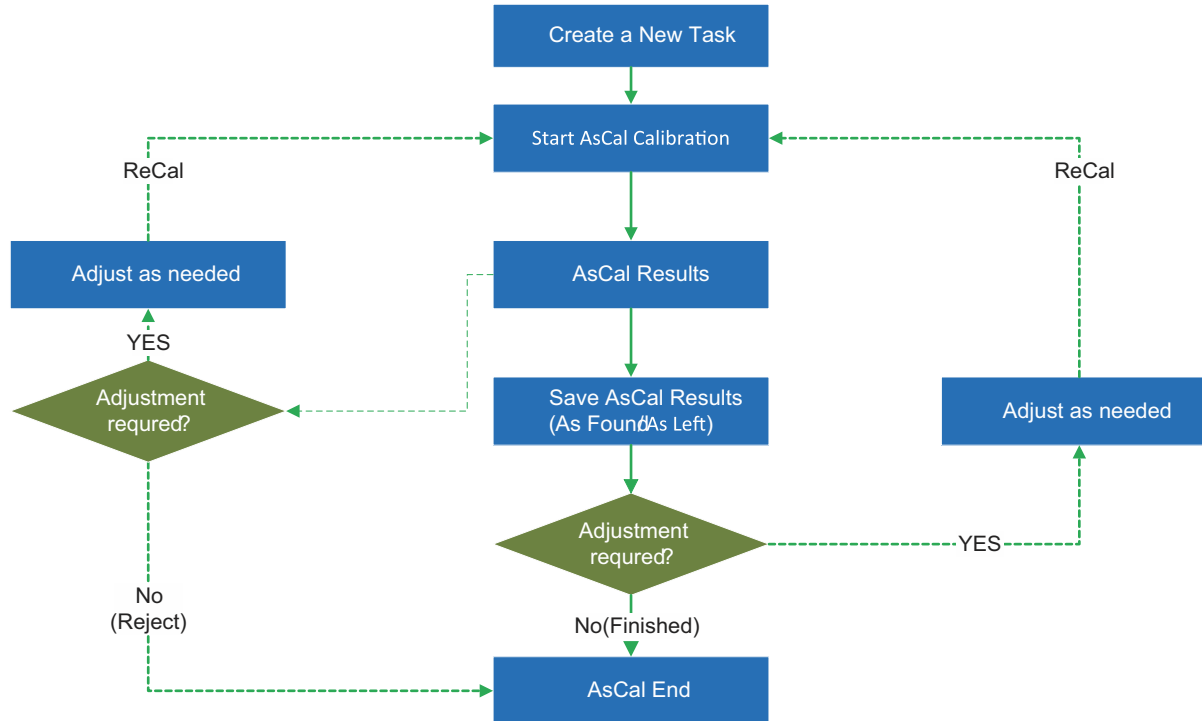 Create a New Task
Start AsCal Calibration
ReCal
ReCal
Adjust as needed
AsCal Results
YES
Adjustment
requred?
Save AsCal Results
(As Found/As Left)
Adjust as needed
Adjustment
requred?
YES
No
(Reject)
No(Finished)
AsCal End